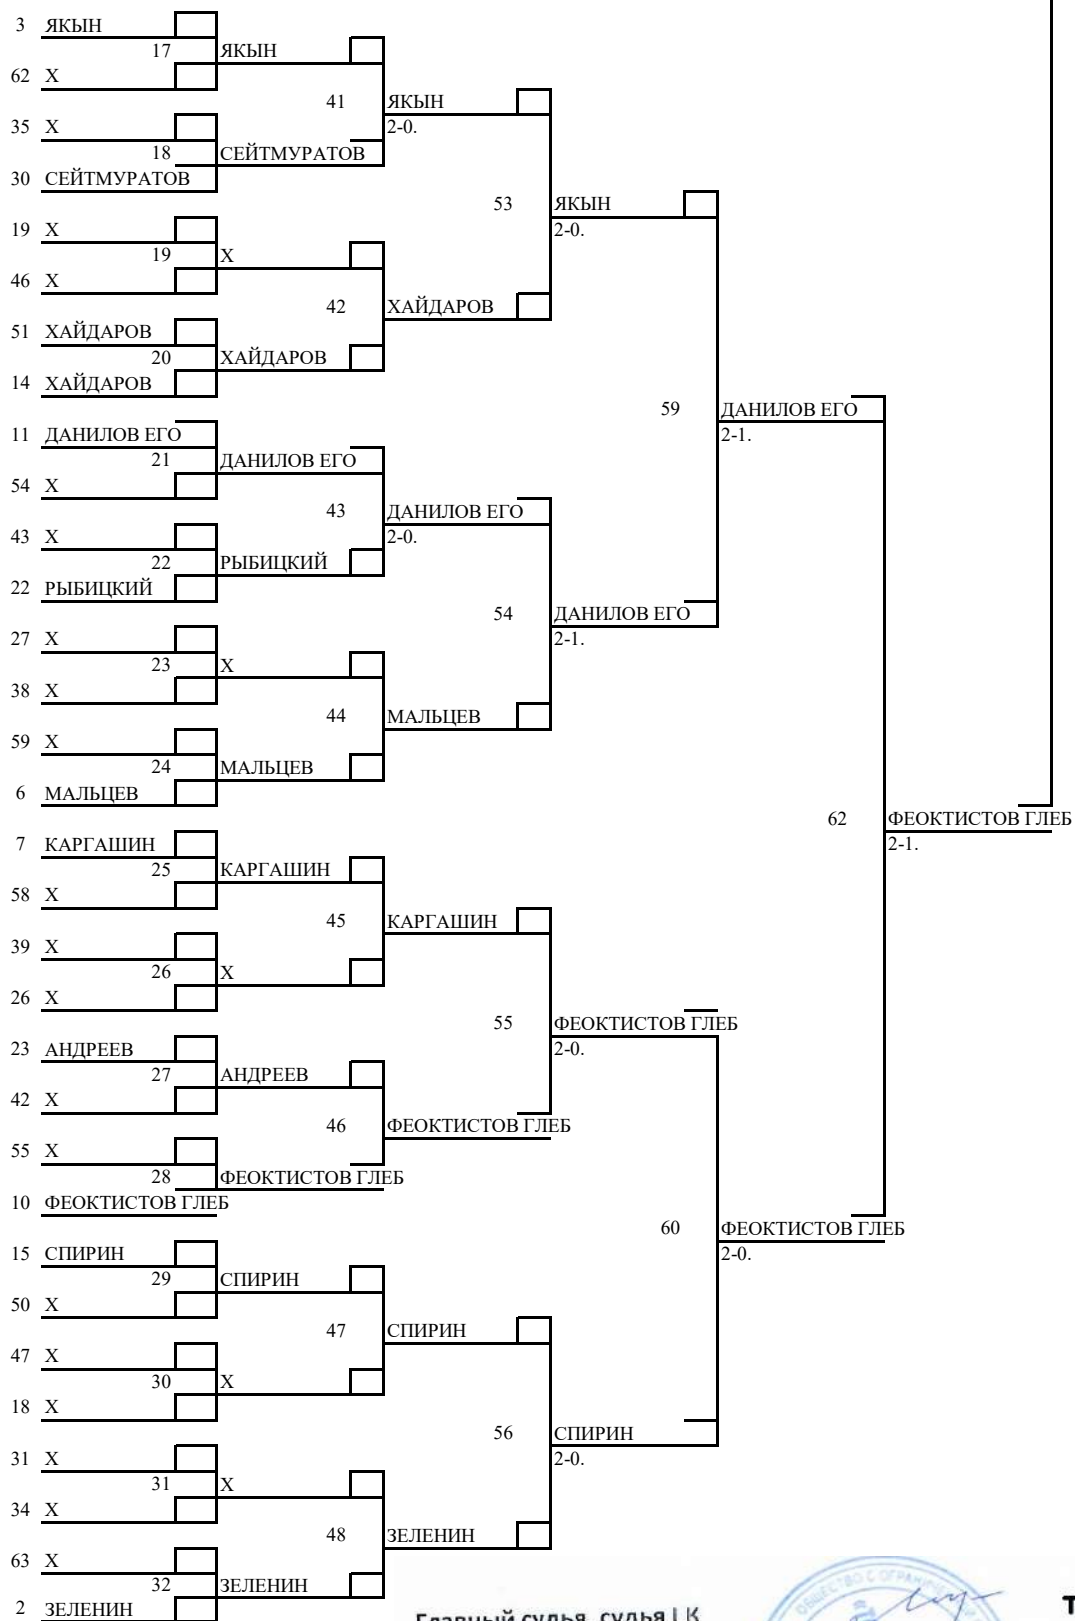 3 ЯКЫН
17 ЯКЫН
62 X
41 ЯКЫН
35 X
2-0.
18 СЕЙТМУРАТОВ
30 СЕЙТМУРАТОВ
53 ЯКЫН
19 X
2-0.
19 X
46 X
42 ХАЙДАРОВ
51 ХАЙДАРОВ
20 ХАЙДАРОВ
14 ХАЙДАРОВ
59 ДАНИЛОВ ЕГО
11 ДАНИЛОВ ЕГО
2-1.
21 ДАНИЛОВ ЕГО
54 X
43 ДАНИЛОВ ЕГО
43 X
2-0.
22 РЫБИЦКИЙ
22 РЫБИЦКИЙ
54 ДАНИЛОВ ЕГО
27 X
2-1.
23 X
38 X
44 МАЛЬЦЕВ
59 X
24 МАЛЬЦЕВ
6 МАЛЬЦЕВ
62 ФЕОКТИСТОВ ГЛЕБ
7 КАРГАШИН
2-1.
25 КАРГАШИН
58 X
45 КАРГАШИН
39 X
26 X
26 X
55 ФЕОКТИСТОВ ГЛЕБ
23 АНДРЕЕВ
2-0.
27 АНДРЕЕВ
42 X
46 ФЕОКТИСТОВ ГЛЕБ
55 X
28 ФЕОКТИСТОВ ГЛЕБ
10 ФЕОКТИСТОВ ГЛЕБ
60 ФЕОКТИСТОВ ГЛЕБ
15 СПИРИН
2-0.
29 СПИРИН
50 X
47 СПИРИН
47 X
30 X
18 X
56 СПИРИН
31 X
2-0.
31 X
34 X
48 ЗЕЛЕНИН
63 X
32 ЗЕЛЕНИН
2 ЗЕЛЕНИН
Главный судья, судья I К